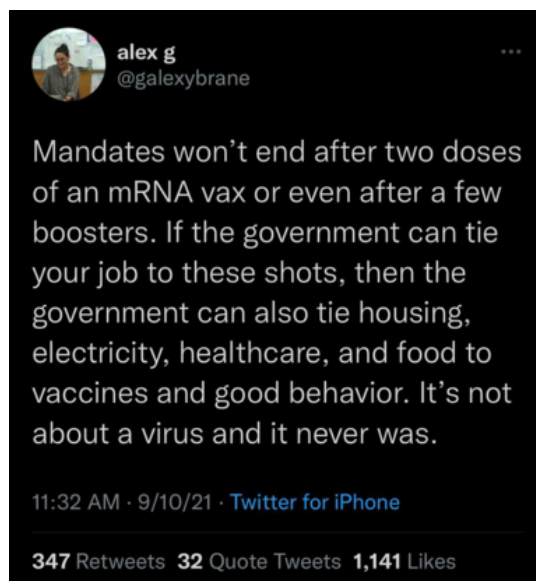 alex g
@galexybrane
Mandates won’t end after two doses
of an mRNA vax or even after a few
boosters. If the government can tie
your job to these shots, then the
government can also tie housing,
electricity, healthcare, and food to
vaccines and good behavior. It’s not
about a virus and it never was.
11:32 AM · 9/10/21 · Twitter for iPhone
347 Retweets 32 Quote Tweets 1,141 Likes